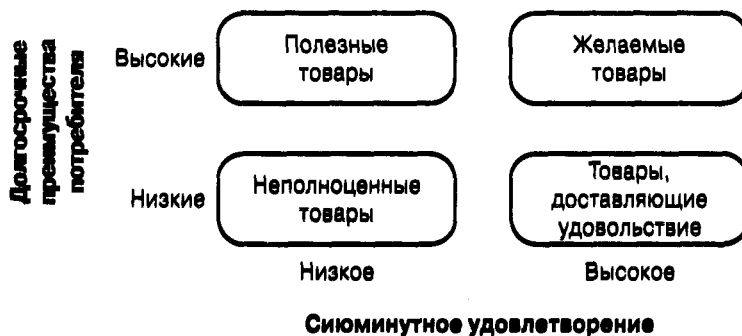 Долгосрочные
преимущества
потребителя
Высокие
Полезные
товары
Желаемые
товары
Низкие
Неполноценные
товары
Товары,
доставляющие
удовольствие
Низкое
Высокое
Сиюминутное удовлетворение